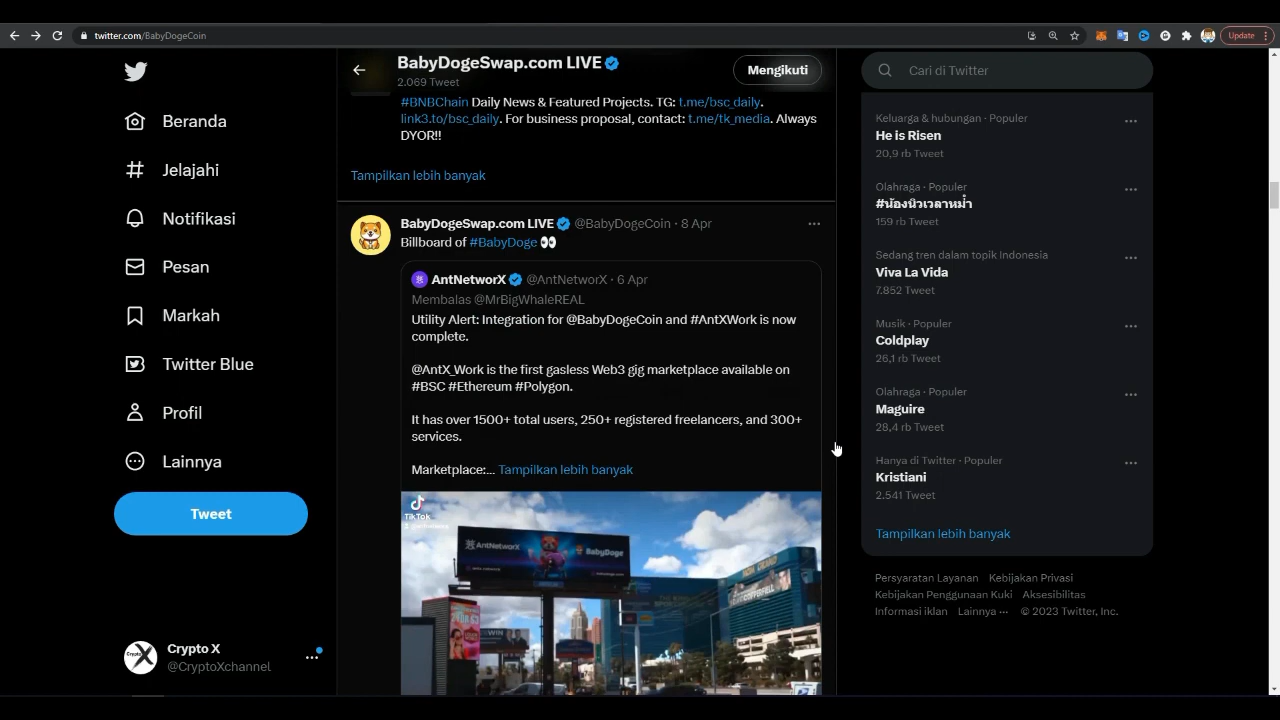 twitter.com/BabyDogeCoin
Update
Beranda
Jelajahi
Notifikasi
Pesan
Markah
Twitter Blue
Profil
Lainnya
Tweet
Crypto X
@CryptoXchannel
BabyDogeSwap.com LIVE
2.069 Tweet
Mengikuti
#BNBChain Daily News & Featured Projects. TG: t.me/bsc_daily.
link3.to/bsc_daily. For business proposal, contact: t.me/tk_media. Always
DYOR!!
Tampilkan lebih banyak
BabyDogeSwap.com LIVE @BabyDogeCoin · 8 Apr
Billboard of #BabyDoge 👀
AntNetworX @AntNetworX · 6 Apr
Membalas @MrBigWhaleREAL
Utility Alert: Integration for @BabyDogeCoin and #AntXWork is now
complete.
@AntX_Work is the first gasless Web3 gig marketplace available on
#BSC #Ethereum #Polygon.
It has over 1500+ total users, 250+ registered freelancers, and 300+
services.
Marketplace:... Tampilkan lebih banyak
TikTok
AntNetworX
BabyDoge
Cari di Twitter
Keluarga & hubungan · Populer
He is Risen
20,9 rb Tweet
Olahraga · Populer
#น้องนิวเวลาหม่ำ
159 rb Tweet
Sedang tren dalam topik Indonesia
Viva La Vida
7.852 Tweet
Musik · Populer
Coldplay
26,1 rb Tweet
Olahraga · Populer
Maguire
28,4 rb Tweet
Hanya di Twitter · Populer
Kristiani
2.541 Tweet
Tampilkan lebih banyak
Persyaratan Layanan Kebijakan Privasi
Kebijakan Penggunaan Kuki Aksesibilitas
Informasi iklan Lainnya ··· © 2023 Twitter, Inc.